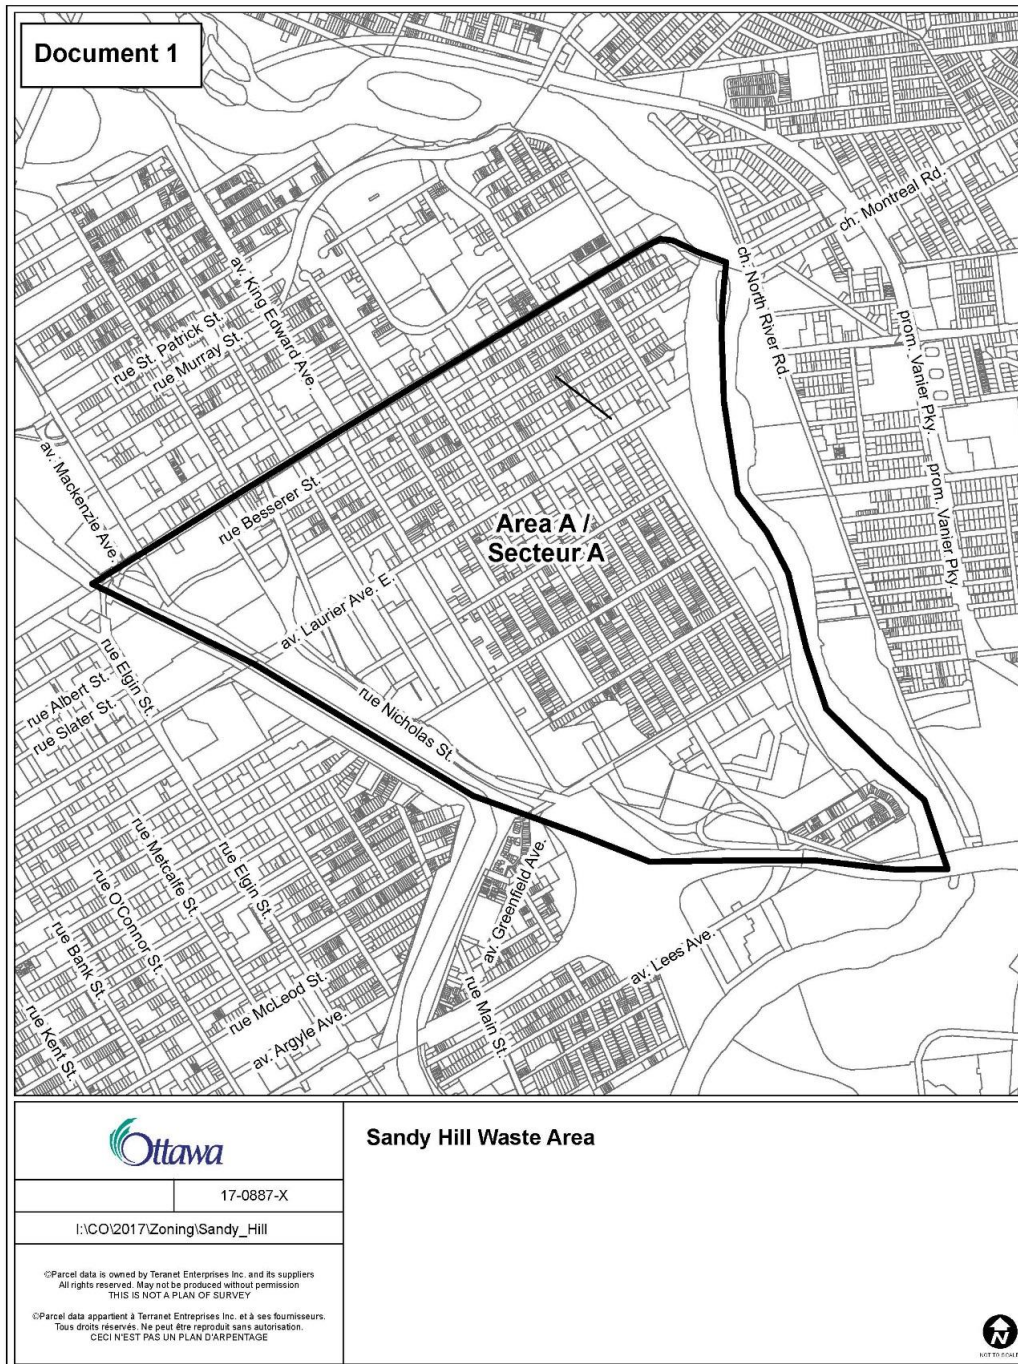 Document 1
ch. Montreal Rd.
ch. North River Rd.
av. King Edward Ave.
rue St. Patrick St.
rue Murray St.
prom. Vanier Pky.
prom. Vanier Pky.
av. Mackenzie Ave.
rue Besserer St.
Area A /
Secteur A
av. Laurier Ave. E.
rue Elgin St.
rue Albert St.
rue Slater St.
rue Nicholas St.
rue Metcalfe St.
rue Elgin St.
av. Greenfield Ave.
rue O'Connor St.
rue Bank St.
av. Lees Ave.
rue McLeod St.
rue Main St.
rue Kent St.
av. Argyle Ave.
Ottawa
Sandy Hill Waste Area
17-0887-X
I:\CO\2017\Zoning\Sandy_Hill
©Parcel data is owned by Teranet Enterprises Inc. and its suppliers
All rights reserved. May not be produced without permission
THIS IS NOT A PLAN OF SURVEY
©Parcel data appartient à Terranet Entreprises Inc. et à ses fournisseurs.
Tous droits réservés. Ne peut être reproduit sans autorisation.
CECI N'EST PAS UN PLAN D'ARPENTAGE
N
NOT TO SCALE